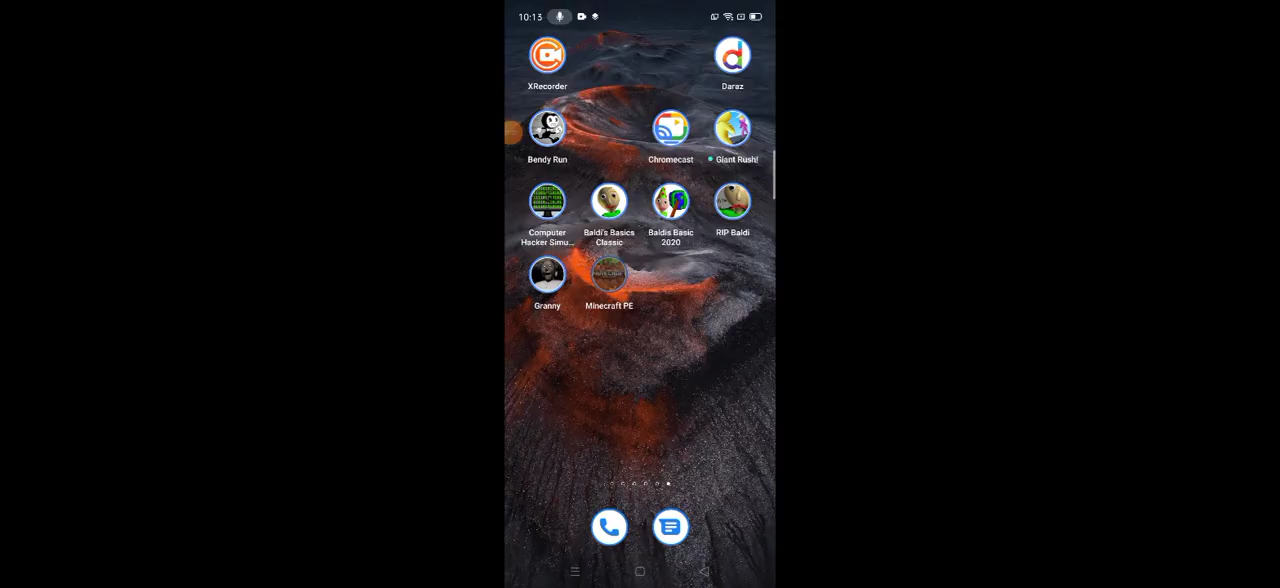 10:13
XRecorder
Daraz
Bendy Run
Chromecast
Giant Rush!
Computer
Hacker Simu...
Baldi's Basics
Classic
Baldis Basic
2020
RIP Baldi
Granny
Minecraft PE